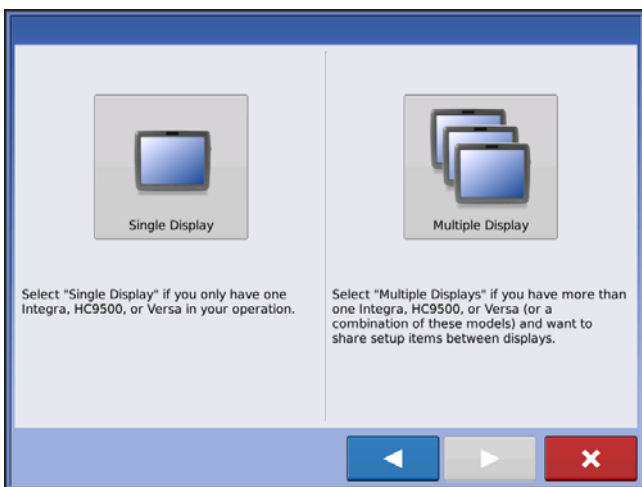 Single Display
Multiple Display
Select "Single Display" if you only have one
Integra, HC9500, or Versa in your operation.
Select "Multiple Displays" if you have more than
one Integra, HC9500, or Versa (or a
combination of these models) and want to
share setup items between displays.